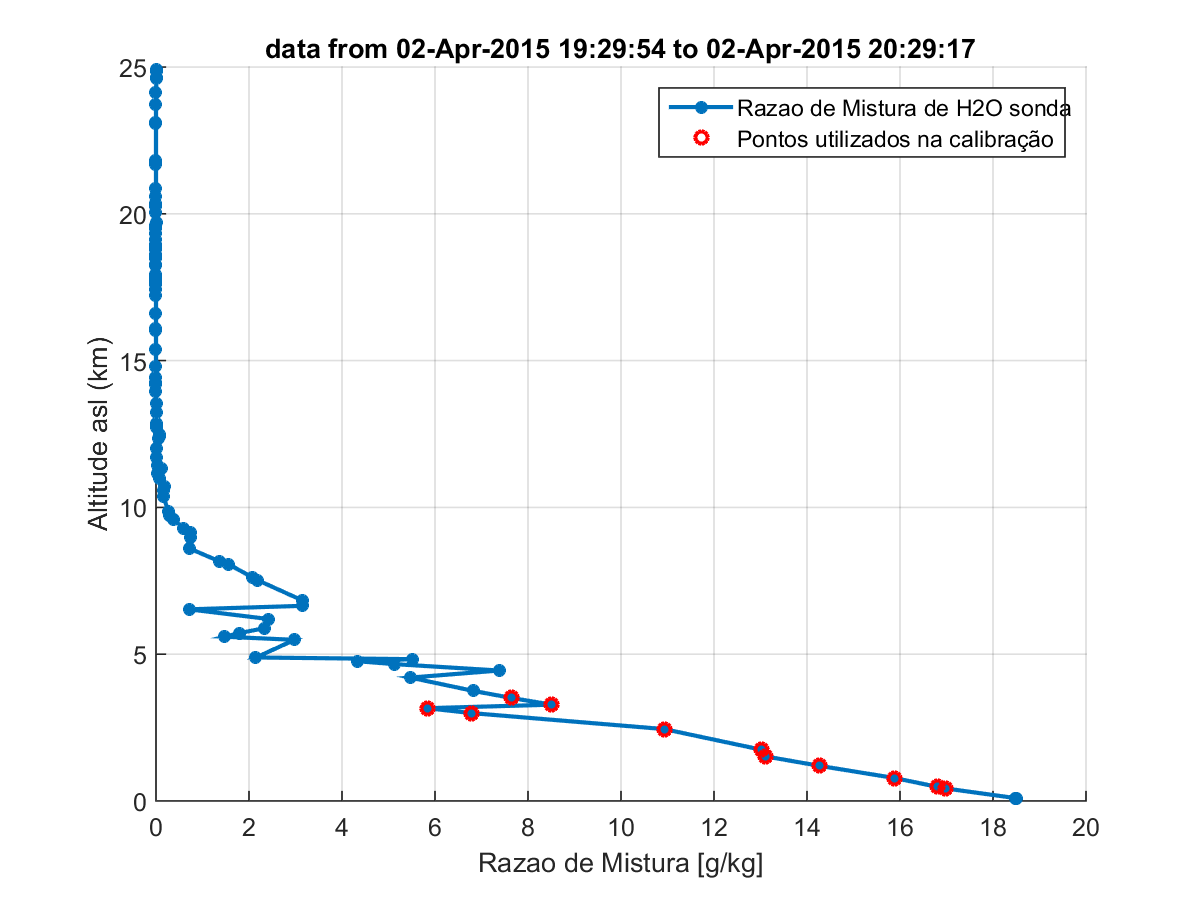 data from 02-Apr-2015 19:29:54 to 02-Apr-2015 20:29:17
Razao de Mistura de H2O sonda
Pontos utilizados na calibração
25
20
15
10
5
0
Altitude asl (km)
0 2 4 6 8 10 12 14 16 18 20
Razao de Mistura [g/kg]